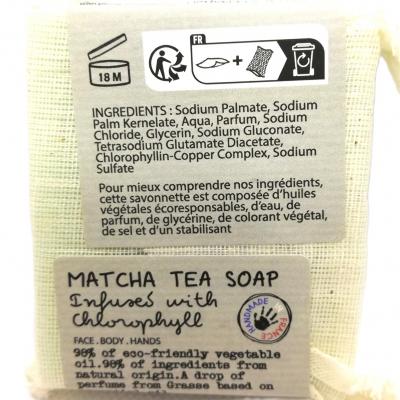 18 M
FR
+
INGREDIENTS : Sodium Palmate, Sodium
Palm Kernelate, Aqua, Parfum, Sodium
Chloride, Glycerin, Sodium Gluconate,
Tetrasodium Glutamate Diacetate,
Chlorophyllin-Copper Complex, Sodium
Sulfate
Pour mieux comprendre nos ingrédients,
cette savonnette est composée d'huiles
végétales écoresponsables, d'eau, de
parfum, de glycérine, de colorant végétal,
de sel et d'un stabilisant
MATCHA TEA SOAP
Infused with
Chlorophyll
HANDMADE
FRANCE
FACE . BODY . HANDS
98% of eco-friendly vegetable
oil.98% of ingredients from
natural origin.A drop of
perfume from Grasse based on